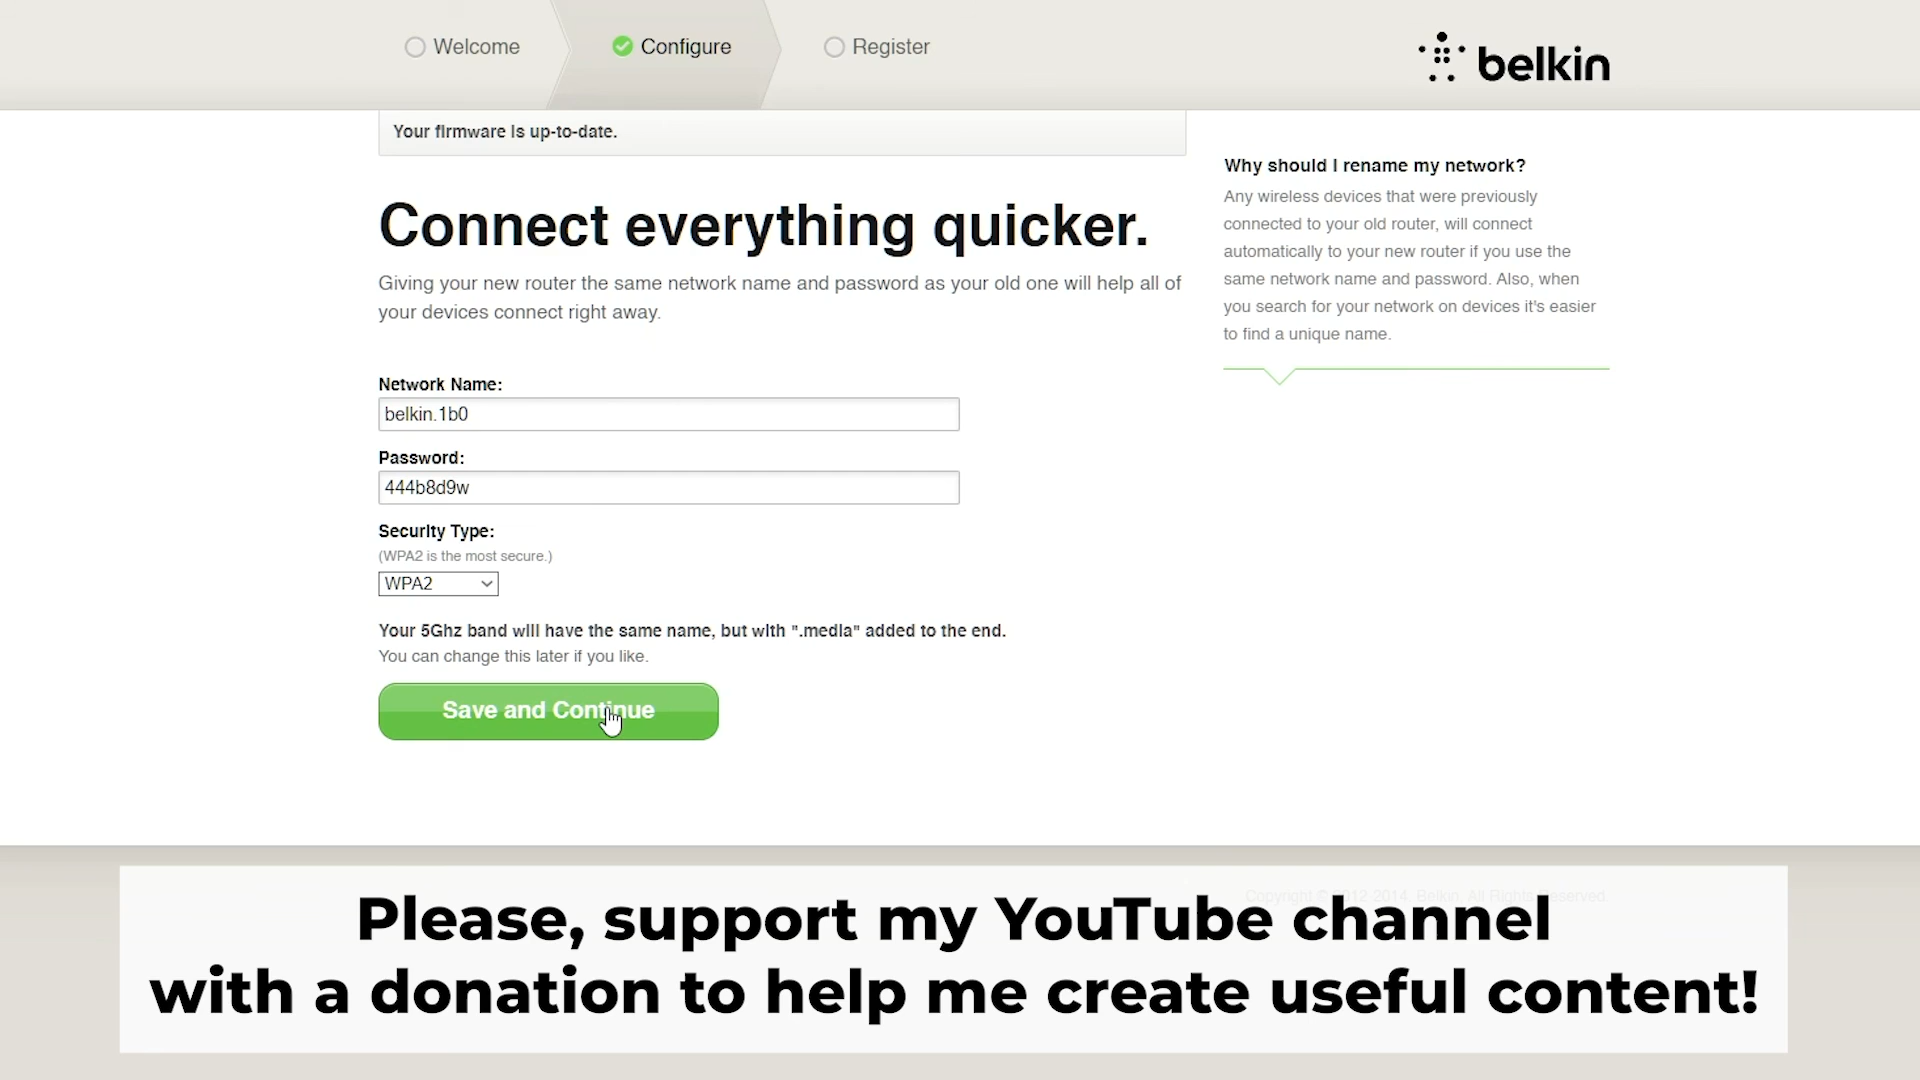 Welcome
Configure
Register
belkin
Your firmware is up-to-date.
Connect everything quicker.
Giving your new router the same network name and password as your old one will help all of
your devices connect right away.
Network Name:
belkin.1b0
Password:
444b8d9w
Security Type:
(WPA2 is the most secure.)
WPA2
Your 5Ghz band will have the same name, but with ".media" added to the end.
You can change this later if you like.
Save and Continue
Why should I rename my network?
Any wireless devices that were previously
connected to your old router, will connect
automatically to your new router if you use the
same network name and password. Also, when
you search for your network on devices it's easier
to find a unique name.
Copyright © 2012-2014. Belkin, All Rights Reserved.
Please, support my YouTube channel
with a donation to help me create useful content!